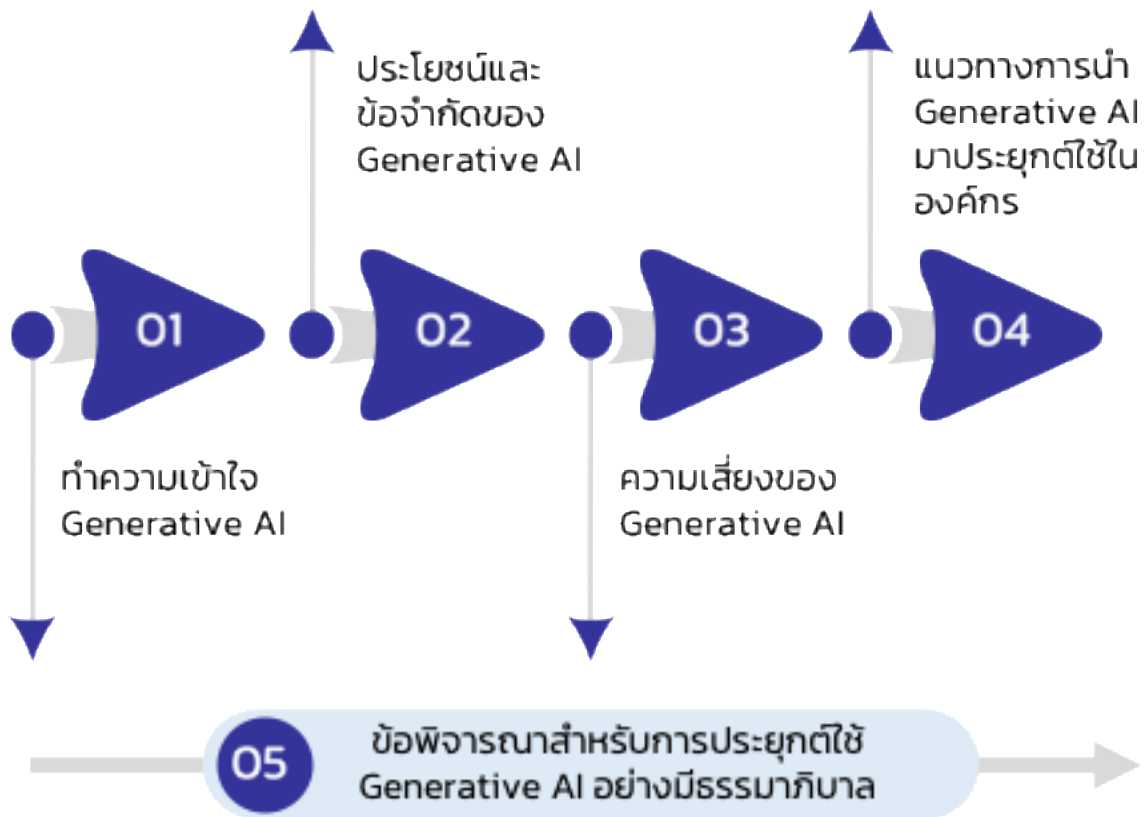 01
ทำความเข้าใจ
Generative AI
02
ประโยชน์และ
ข้อจำกัดของ
Generative AI
03
ความเสี่ยงของ
Generative AI
04
แนวทางการนำ
Generative AI
มาประยุกต์ใช้ใน
องค์กร
05
ข้อพิจารณาสำหรับการประยุกต์ใช้
Generative AI อย่างมีธรรมาภิบาล